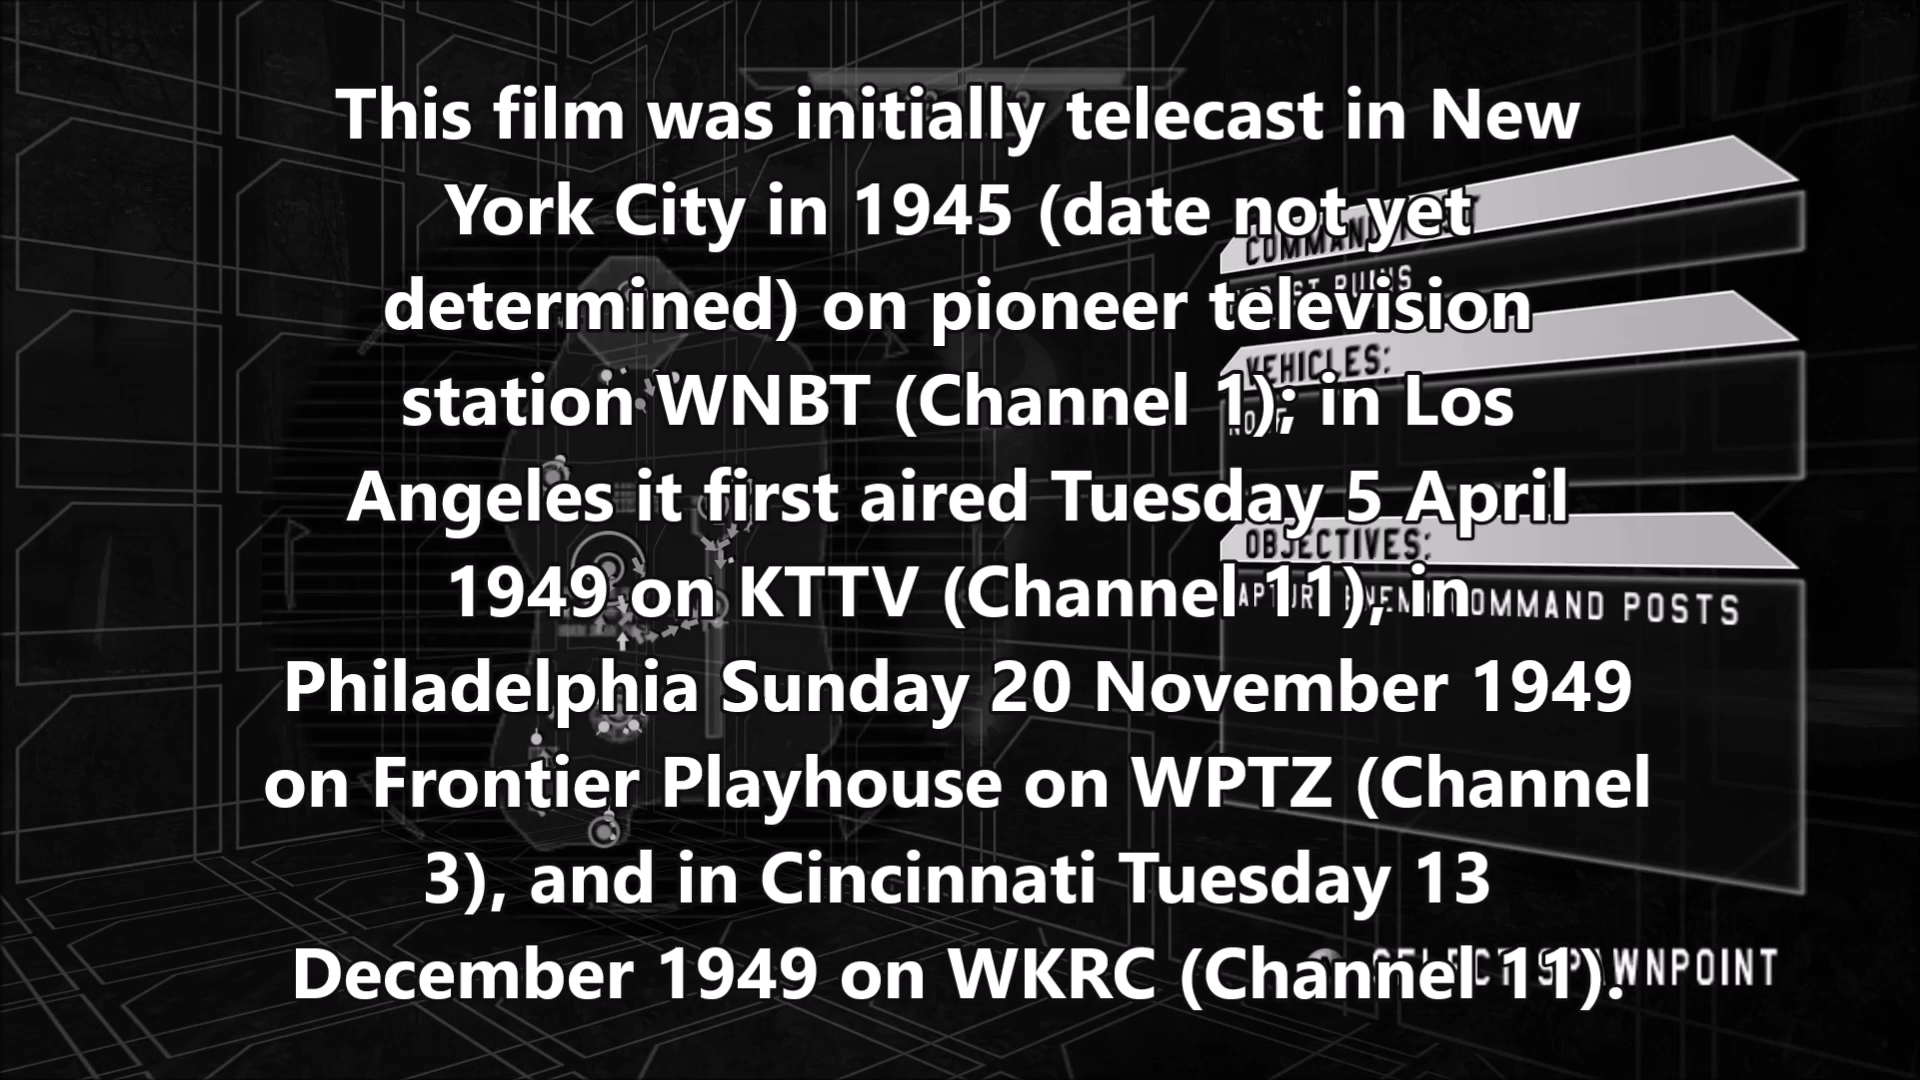 This film was initially telecast in New
York City in 1945 (date not yet
determined) on pioneer television
station WNBT (Channel 1); in Los
Angeles it first aired Tuesday 5 April
1949 on KTTV (Channel 11), in
Philadelphia Sunday 20 November 1949
on Frontier Playhouse on WPTZ (Channel
3), and in Cincinnati Tuesday 13
December 1949 on WKRC (Channel 11).
VEHICLES:
OBJECTIVES:
COMMAND POSTS
SPAWNPOINT